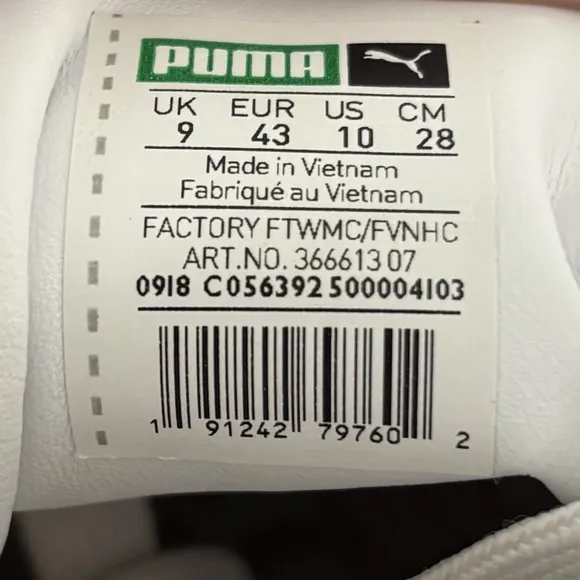 PUMA
UK EUR US CM
9 43 10 28
Made in Vietnam
Fabriqué au Vietnam
FACTORY FTWMC/FVNHC
ART.NO. 366613 07
0918 C056392 500004103
1 91242 79760 2